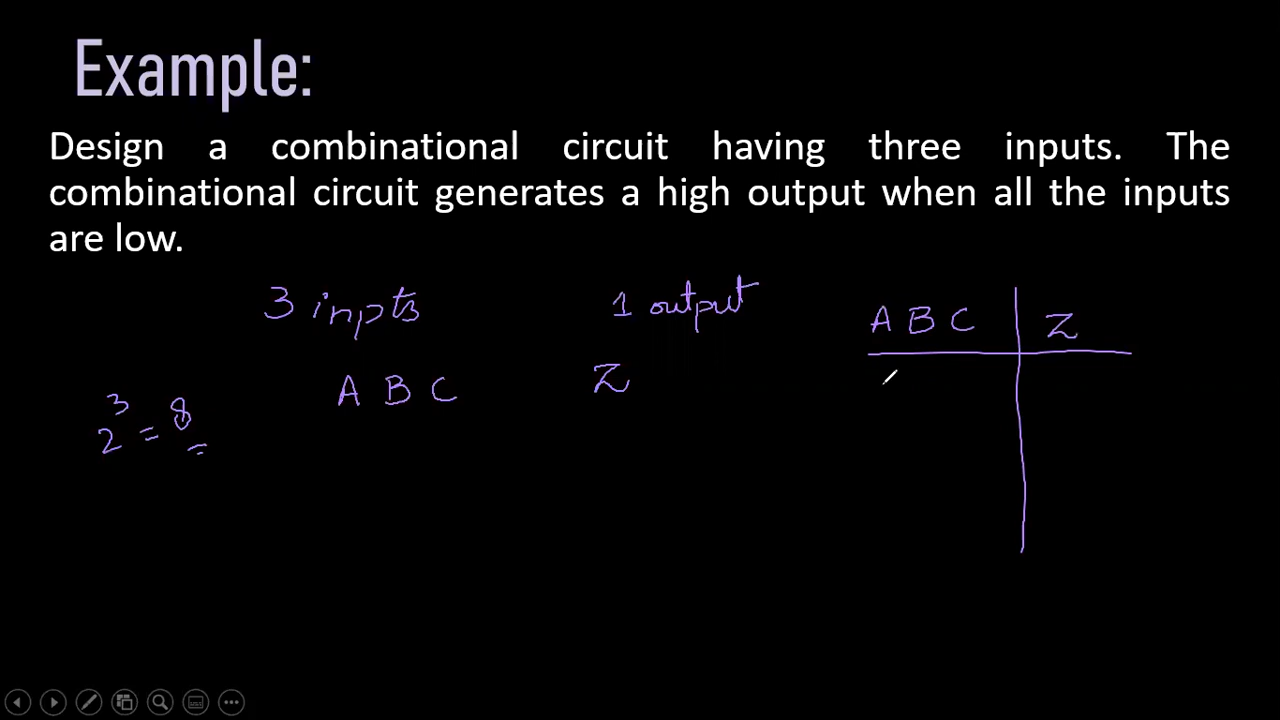 Example:
Design a combinational circuit having three inputs. The
combinational circuit generates a high output when all the inputs
are low.
3 inpts 1 output
A B C Z
A B C Z
2³ = 8